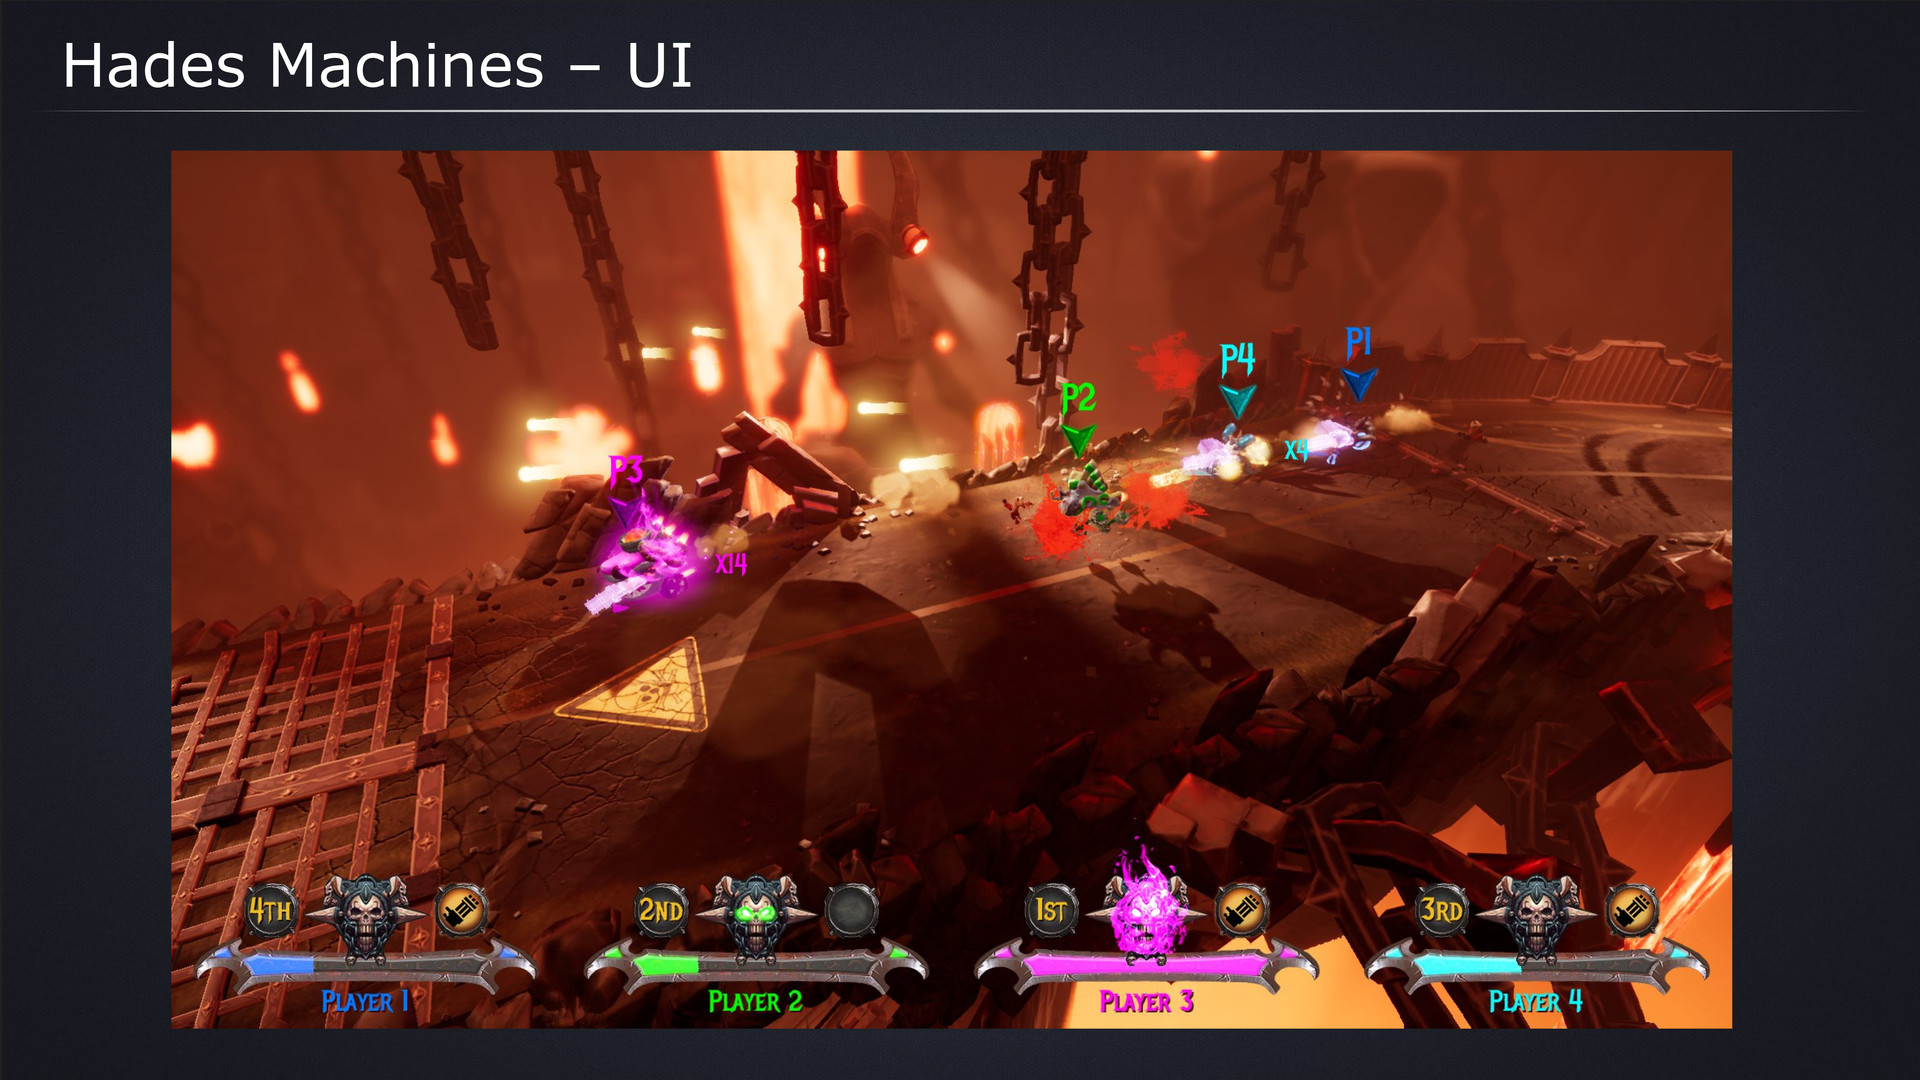 Hades Machines – UI
P1
P4
P2
X4
P3
X14
4TH
2ND
1ST
3RD
PLAYER 1
PLAYER 2
PLAYER 3
PLAYER 4